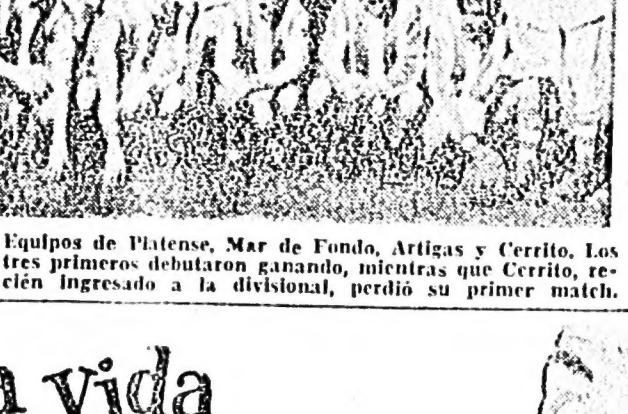 Equipos de Platense, Mar de Fondo, Artigas y Cerrito. Los
tres primeros debutaron ganando, mientras que Cerrito, re-
cién ingresado a la divisional, perdió su primer match.
vida